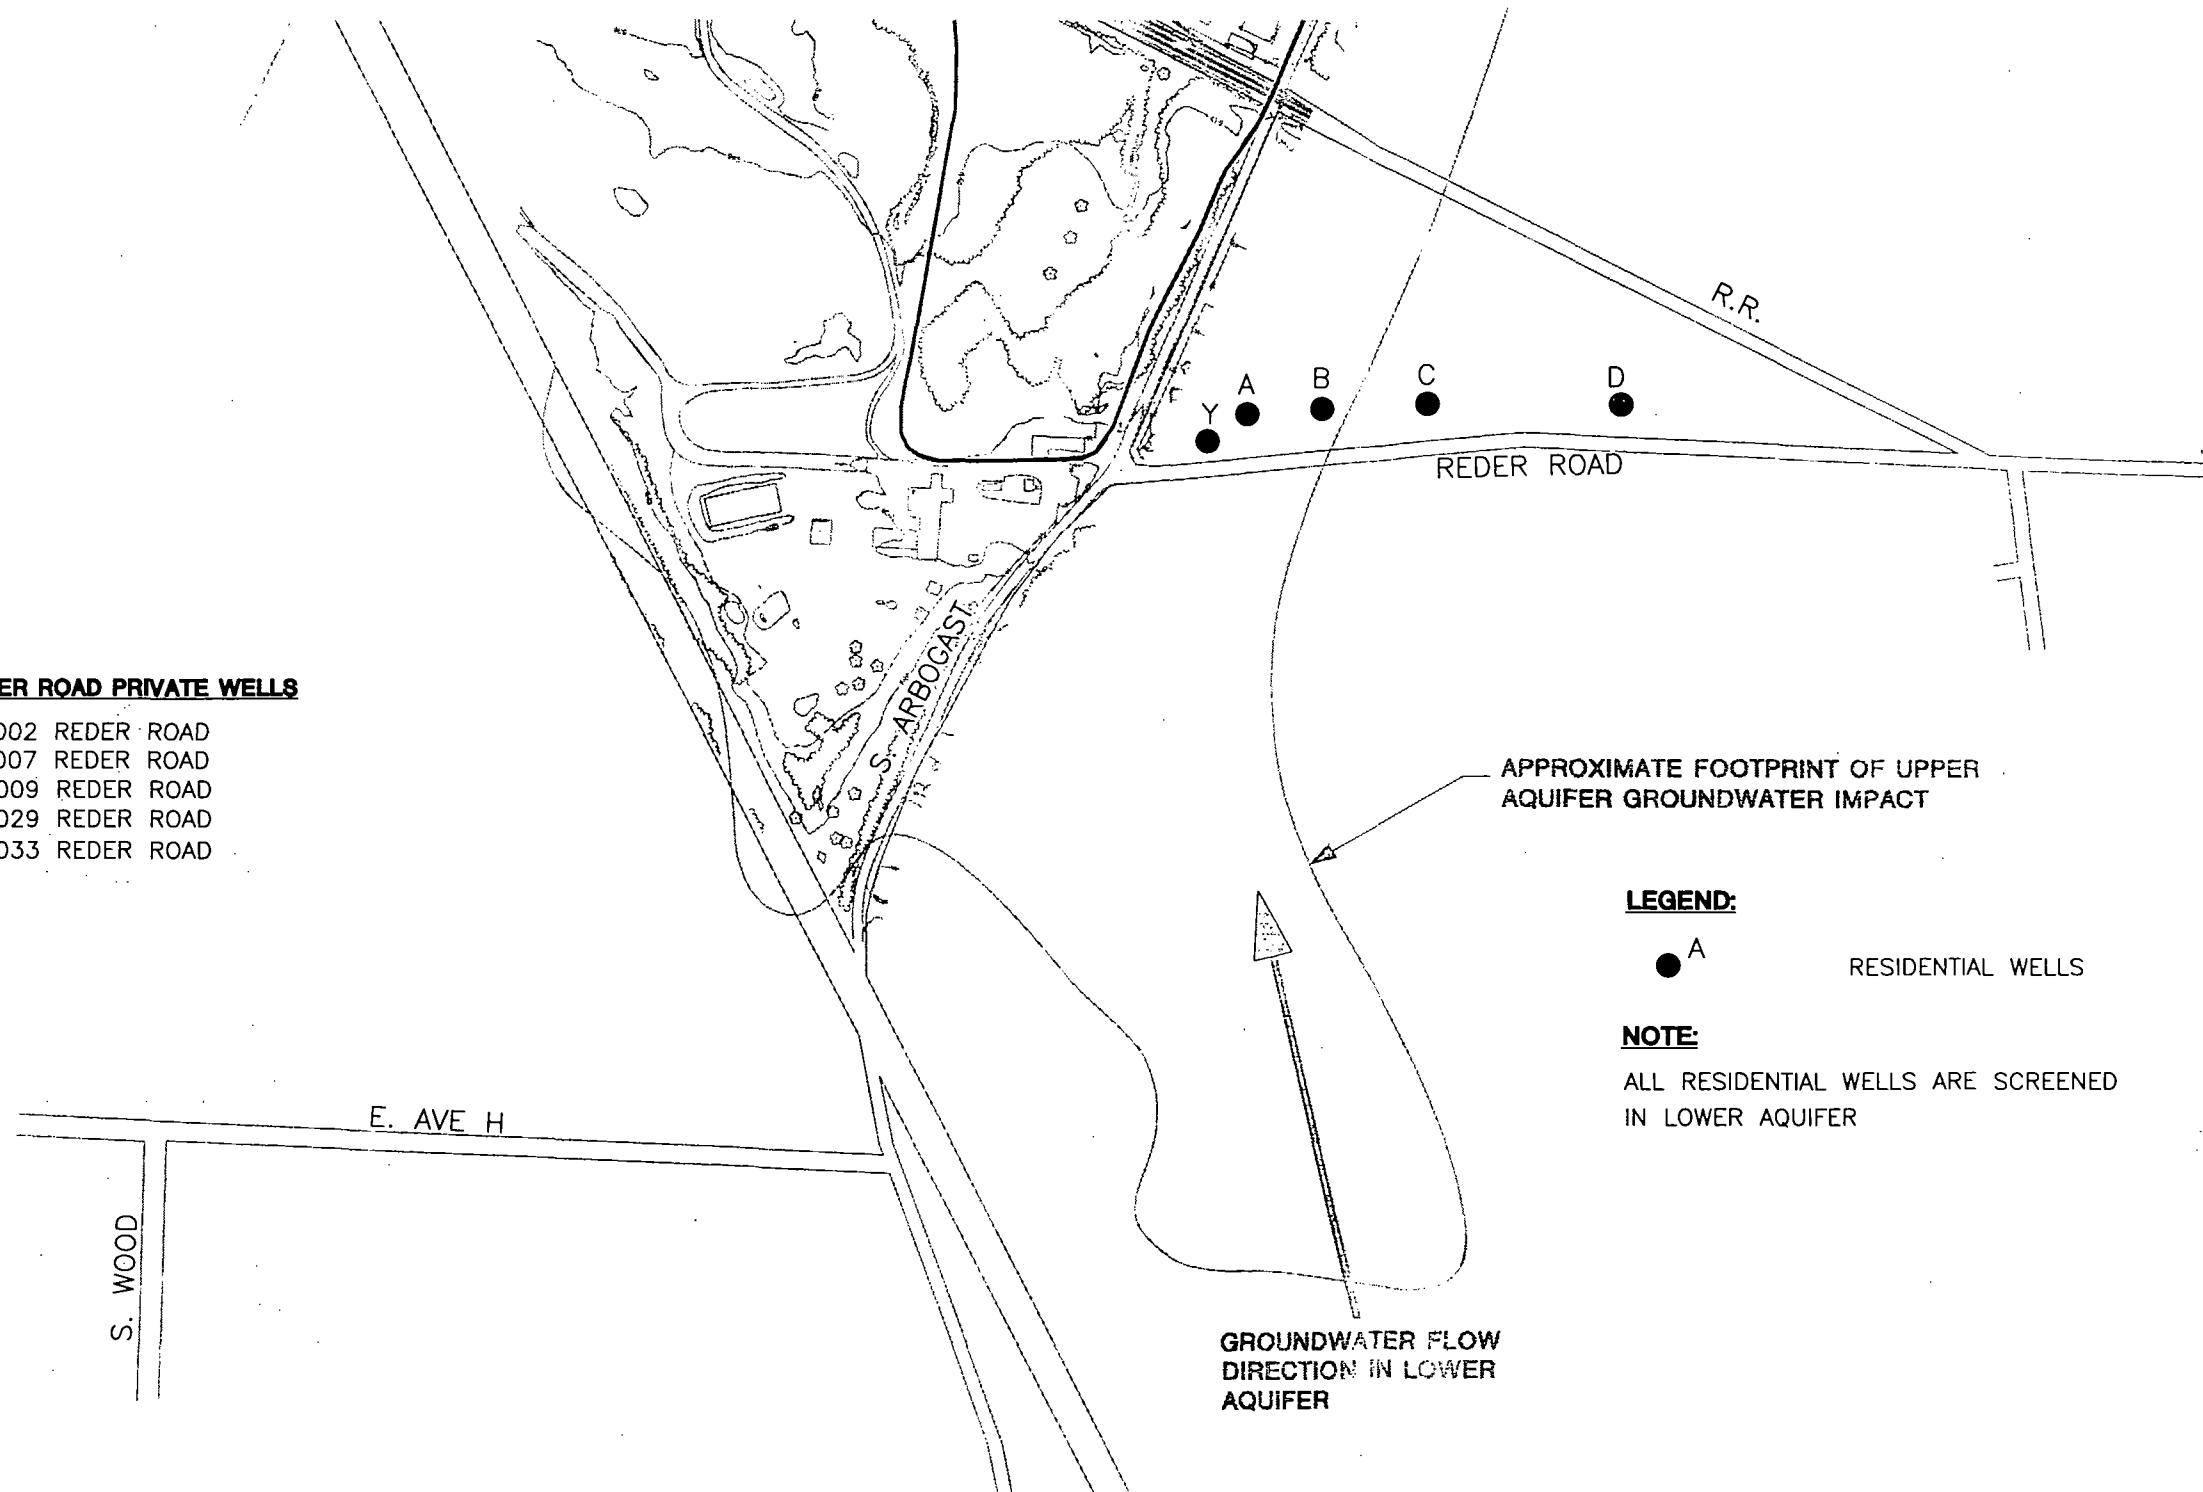 R.R.
A
B
C
D
Y
REDER ROAD
S. ARBOGAST
ER ROAD PRIVATE WELLS
002 REDER ROAD
007 REDER ROAD
009 REDER ROAD
029 REDER ROAD
033 REDER ROAD
APPROXIMATE FOOTPRINT OF UPPER
AQUIFER GROUNDWATER IMPACT
LEGEND:
A
RESIDENTIAL WELLS
NOTE:
ALL RESIDENTIAL WELLS ARE SCREENED
IN LOWER AQUIFER
E. AVE H
S. WOOD
GROUNDWATER FLOW
DIRECTION IN LOWER
AQUIFER